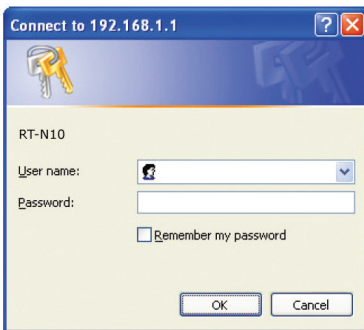 Connect to 192.168.1.1
RT-N10
User name:
Password:
Remember my password
OK
Cancel